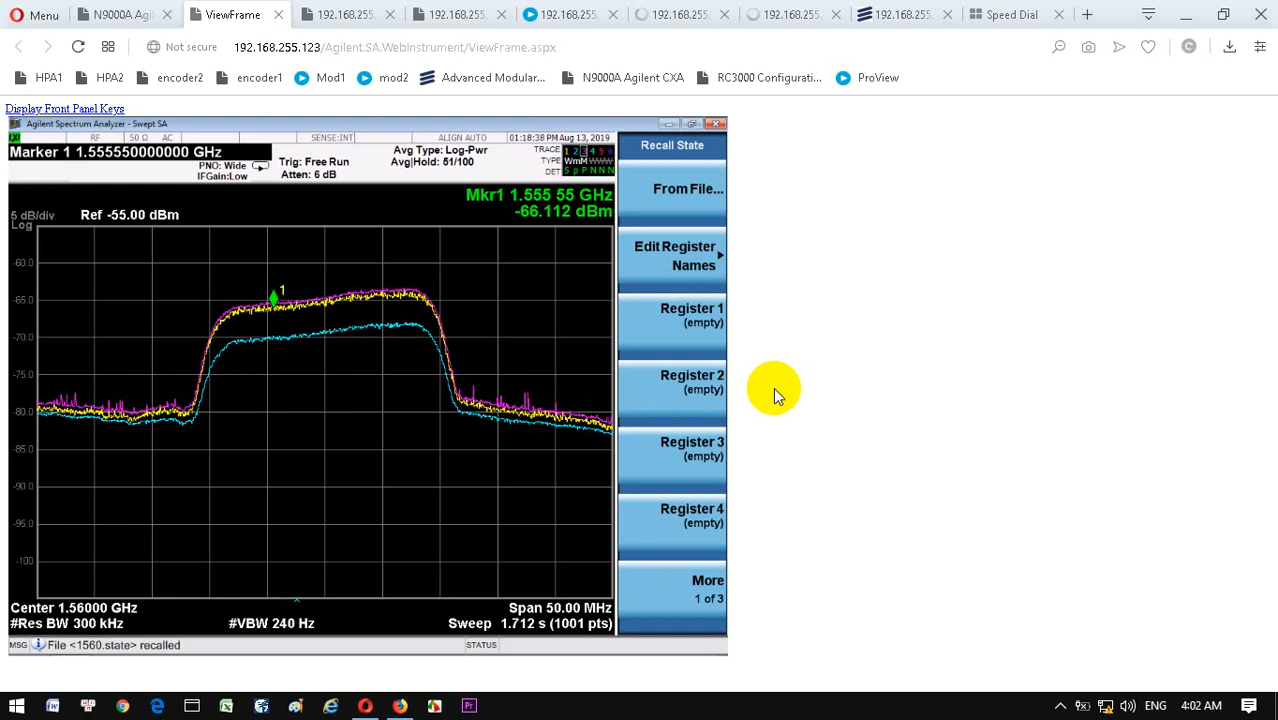 Menu
N9000A Agil
ViewFrame
192.168.255.
192.168.255.
192.168.255.
192.168.255.
192.168.255.
192.168.255.
Speed Dial
Not secure
192.168.255.123/Agilent.SA.WebInstrument/ViewFrame.aspx
HPA1
HPA2
encoder2
encoder1
Mod1
mod2
Advanced Modular...
N9000A Agilent CXA
RC3000 Configurati...
ProView
Display Front Panel Keys
Agilent Spectrum Analyzer - Swept SA
LXI
RF
50 Ω
AC
SENSE:INT
ALIGN AUTO
01:18:38 PM Aug 13, 2019
Marker 1 1.555550000000 GHz
PNO: Wide
IFGain:Low
Trig: Free Run
Atten: 6 dB
Avg Type: Log-Pwr
Avg|Hold: 51/100
TRACE 1 2 3 4 5 6
TYPE
DET S p P N N N
Mkr1 1.555 55 GHz
-66.112 dBm
5 dB/div
Log
Ref -55.00 dBm
1
-60.0
-65.0
-70.0
-75.0
-80.0
-85.0
-90.0
-95.0
-100
Center 1.56000 GHz
Span 50.00 MHz
#Res BW 300 kHz
#VBW 240 Hz
Sweep 1.712 s (1001 pts)
MSG
File <1560.state> recalled
STATUS
Recall State
From File...
Edit Register
Names
Register 1
(empty)
Register 2
(empty)
Register 3
(empty)
Register 4
(empty)
More
1 of 3
ENG
4:02 AM